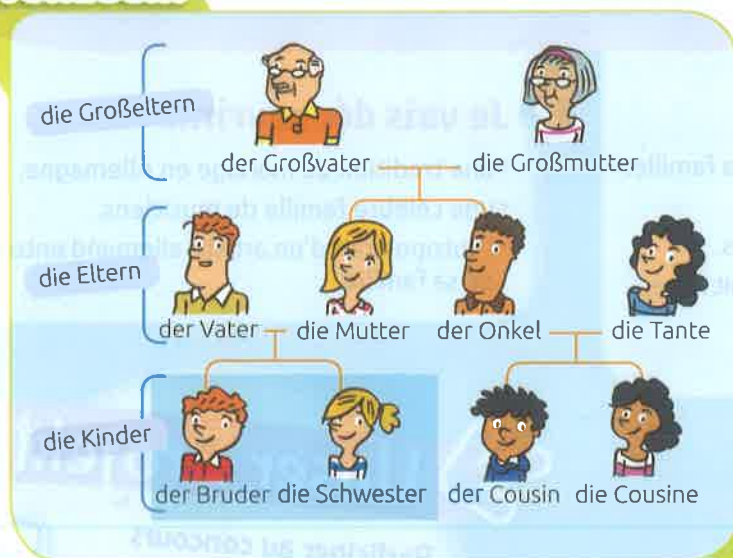 die Großeltern
der Großvater die Großmutter
die Eltern
der Vater die Mutter der Onkel die Tante
die Kinder
der Bruder die Schwester der Cousin die Cousine